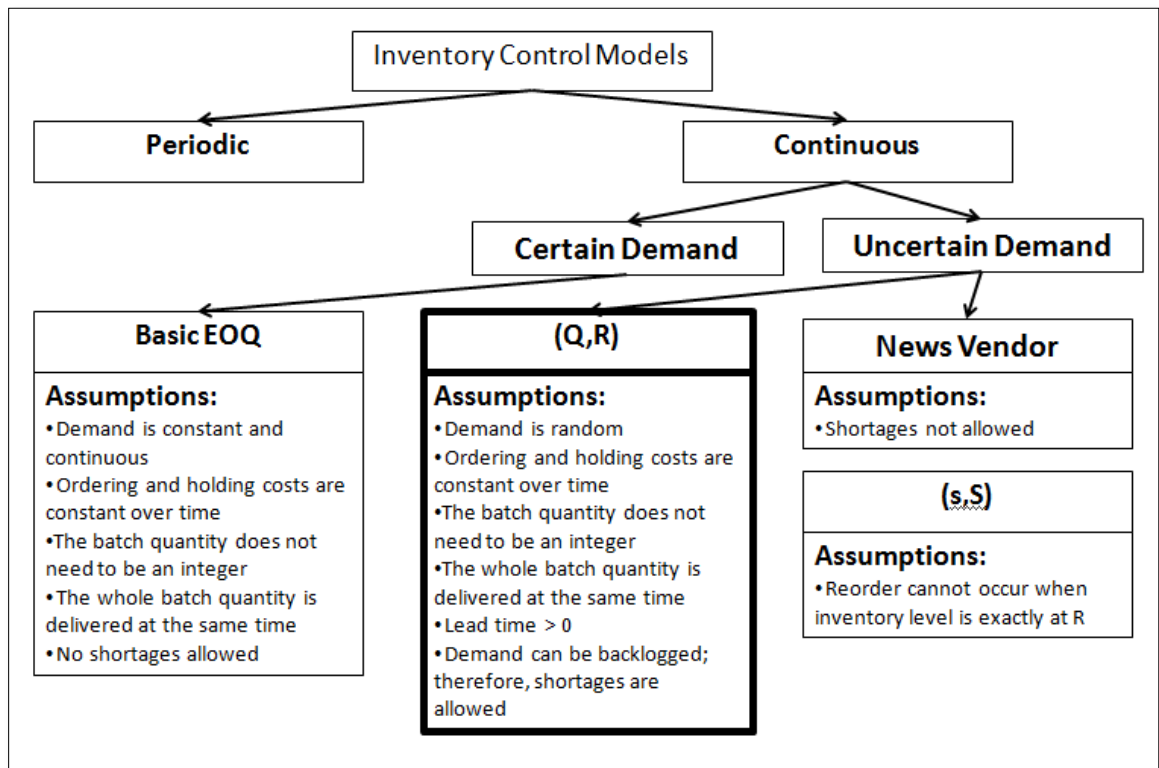 Inventory Control Models
Periodic
Continuous
Certain Demand
Uncertain Demand
Basic EOQ
Assumptions:
•Demand is constant and
continuous
•Ordering and holding costs are
constant over time
•The batch quantity does not
need to be an integer
•The whole batch quantity is
delivered at the same time
•No shortages allowed
(Q,R)
Assumptions:
•Demand is random
•Ordering and holding costs are
constant over time
•The batch quantity does not
need to be an integer
•The whole batch quantity is
delivered at the same time
•Lead time > 0
•Demand can be backlogged;
therefore, shortages are
allowed
News Vendor
Assumptions:
•Shortages not allowed
(s,S)
Assumptions:
•Reorder cannot occur when
inventory level is exactly at R